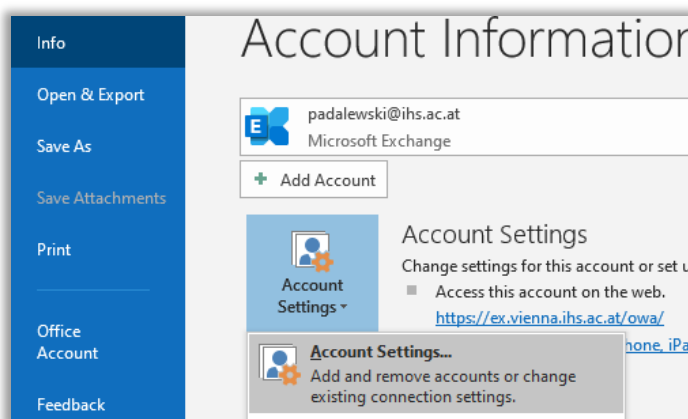 Info
Open & Export
Save As
Save Attachments
Print
Office
Account
Feedback
Account Information
padalewski@ihs.ac.at
Microsoft Exchange
Add Account
Account
Settings
Account Settings
Change settings for this account or set u
Access this account on the web.
https://ex.vienna.ihs.ac.at/owa/
hone, iPa
Account Settings...
Add and remove accounts or change
existing connection settings.